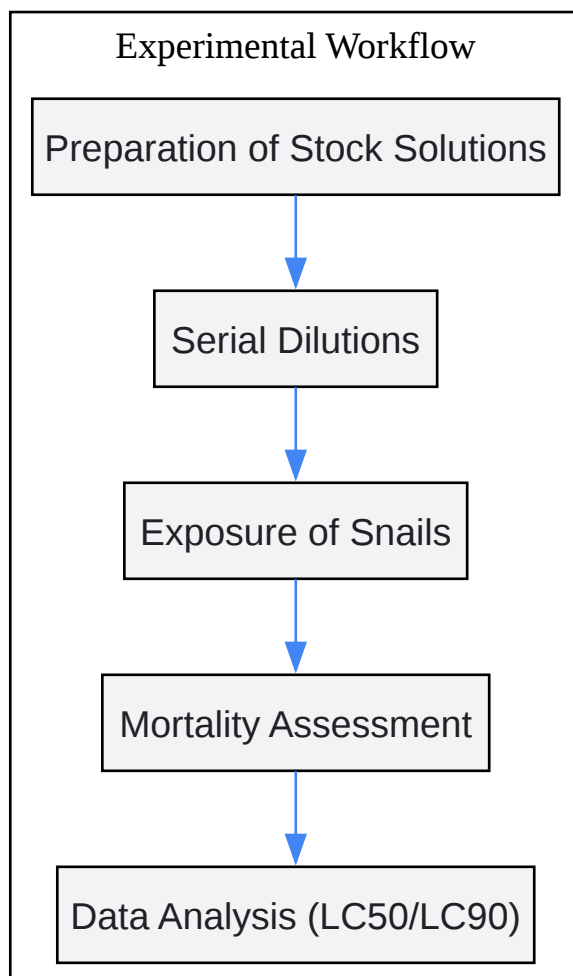 Experimental Workflow
Preparation of Stock Solutions
Serial Dilutions
Exposure of Snails
Mortality Assessment
Data Analysis (LC50/LC90)